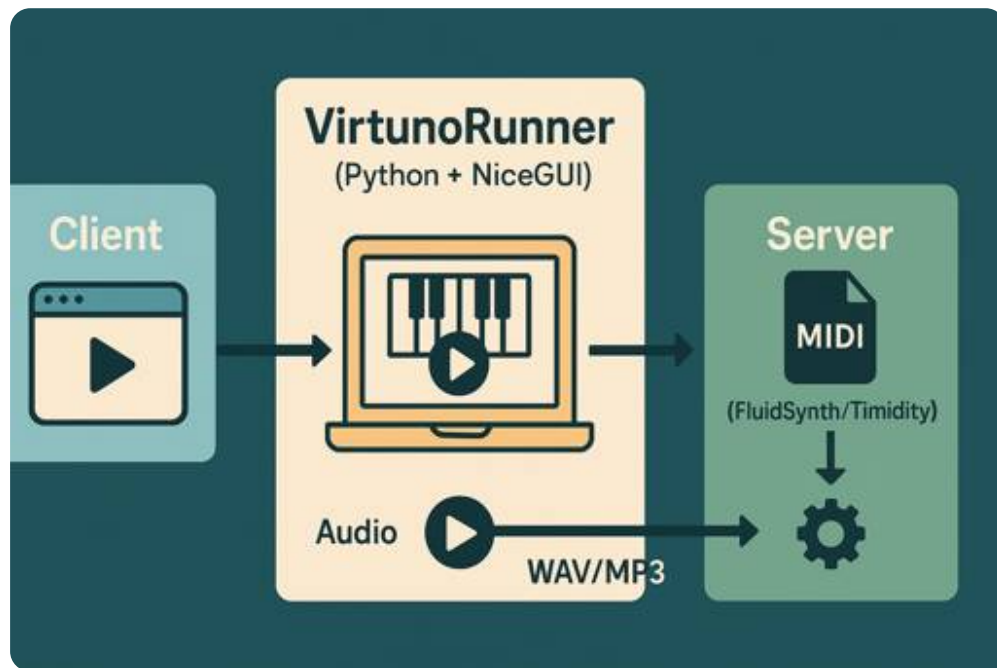 Client
VirtunoRunner
(Python + NiceGUI)
Audio
WAV/MP3
Server
MIDI
(FluidSynth/Timidity)